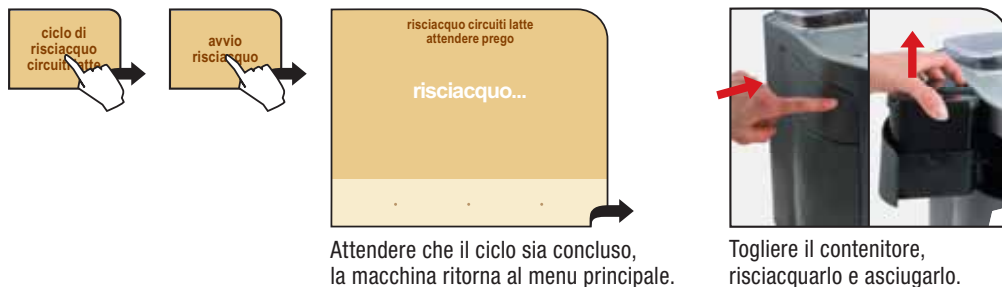 ciclo di
risciacquo
circuiti latte
avvio
risciacquo
risciacquo circuiti latte
attendere prego
risciacquo...
Attendere che il ciclo sia concluso,
la macchina ritorna al menu principale.
Togliere il contenitore,
risciacquarlo e asciugarlo.